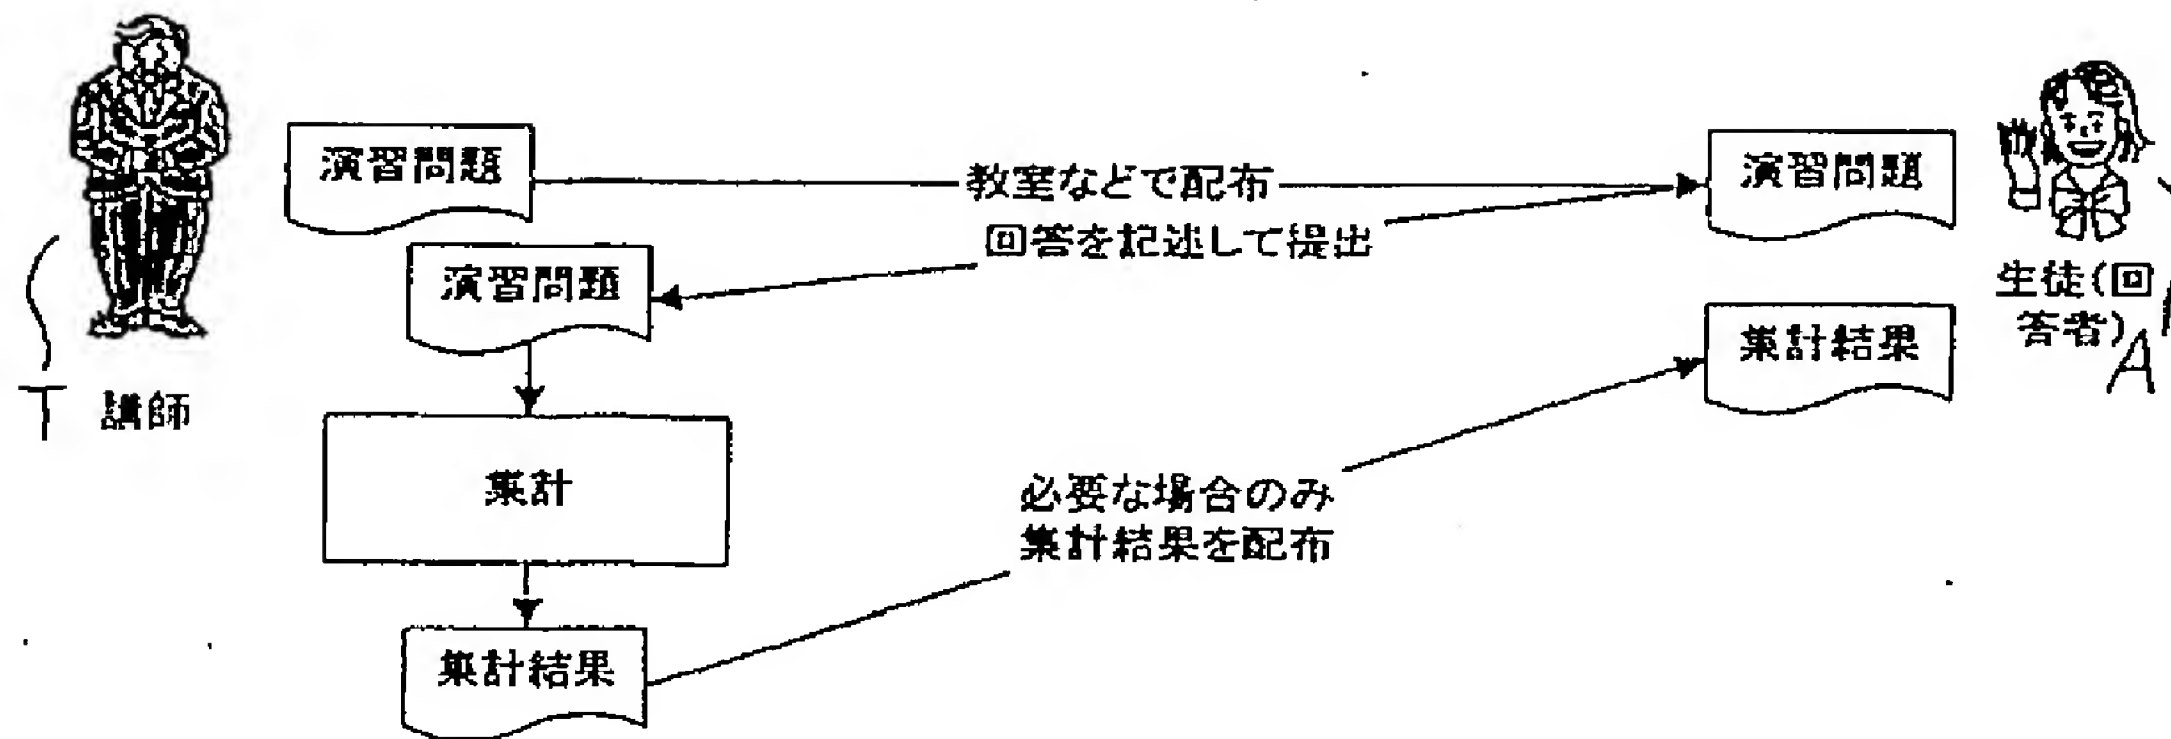 演習問題
教室などで配布
演習問題
回答を記述して提出
演習問題
生徒(回
答者)
A
集計結果
T
講師
集計
必要な場合のみ
集計結果を配布
集計結果